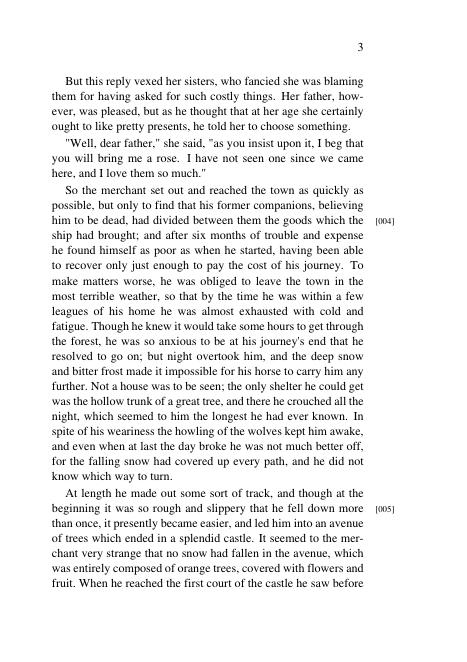 3
But this reply vexed her sisters, who fancied she was blaming
them for having asked for such costly things. Her father, how-
ever, was pleased, but as he thought that at her age she certainly
ought to like pretty presents, he told her to choose something.
"Well, dear father," she said, "as you insist upon it, I beg that
you will bring me a rose. I have not seen one since we came
here, and I love them so much."
So the merchant set out and reached the town as quickly as
possible, but only to find that his former companions, believing
him to be dead, had divided between them the goods which the [004]
ship had brought; and after six months of trouble and expense
he found himself as poor as when he started, having been able
to recover only just enough to pay the cost of his journey. To
make matters worse, he was obliged to leave the town in the
most terrible weather, so that by the time he was within a few
leagues of his home he was almost exhausted with cold and
fatigue. Though he knew it would take some hours to get through
the forest, he was so anxious to be at his journey's end that he
resolved to go on; but night overtook him, and the deep snow
and bitter frost made it impossible for his horse to carry him any
further. Not a house was to be seen; the only shelter he could get
was the hollow trunk of a great tree, and there he crouched all the
night, which seemed to him the longest he had ever known. In
spite of his weariness the howling of the wolves kept him awake,
and even when at last the day broke he was not much better off,
for the falling snow had covered up every path, and he did not
know which way to turn.
At length he made out some sort of track, and though at the
beginning it was so rough and slippery that he fell down more [005]
than once, it presently became easier, and led him into an avenue
of trees which ended in a splendid castle. It seemed to the mer-
chant very strange that no snow had fallen in the avenue, which
was entirely composed of orange trees, covered with flowers and
fruit. When he reached the first court of the castle he saw before